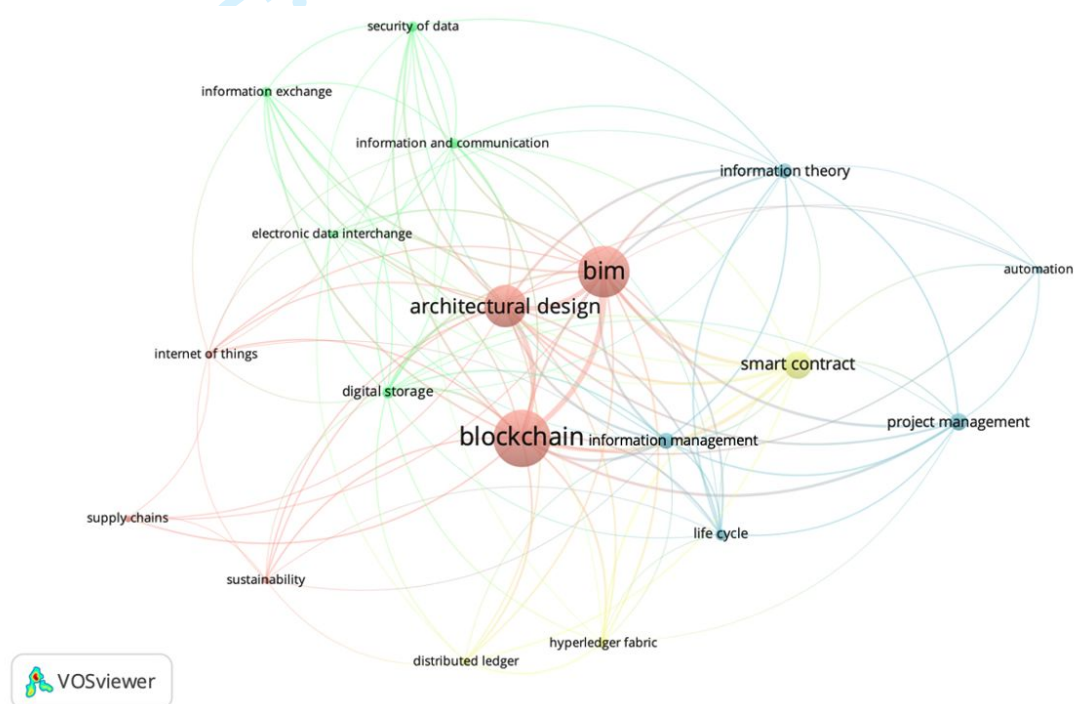 security of data
information exchange
information and communication
information theory
electronic data interchange
bim
automation
architectural design
internet of things
smart contract
digital storage
project management
blockchain
information management
supply chains
life cycle
sustainability
hyperledger fabric
distributed ledger
VOSviewer